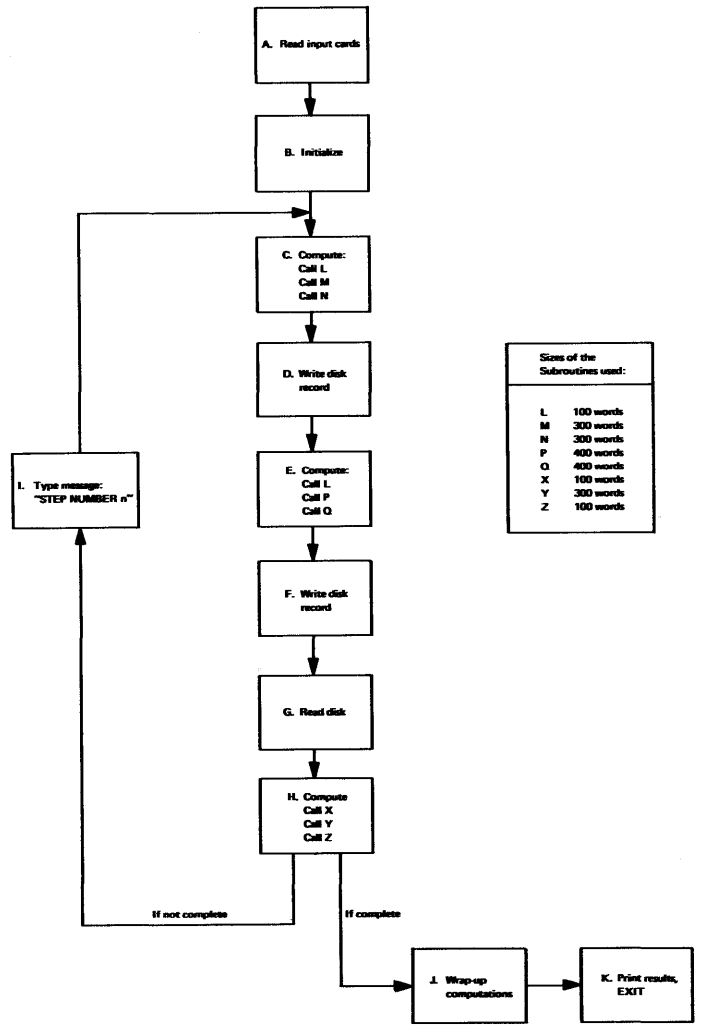 A. Read input cards
B. Initialize
C. Compute:
Call L
Call M
Call N
D. Write disk
record
Sizes of the
Subroutines used:
L 100 words
M 300 words
N 300 words
P 400 words
Q 400 words
X 100 words
Y 300 words
Z 100 words
I. Type message:
"STEP NUMBER n"
E. Compute:
Call L
Call P
Call Q
F. Write disk
record
G. Read disk
H. Compute
Call X
Call Y
Call Z
If not complete
If complete
J. Wrap-up
computations
K. Print results,
EXIT